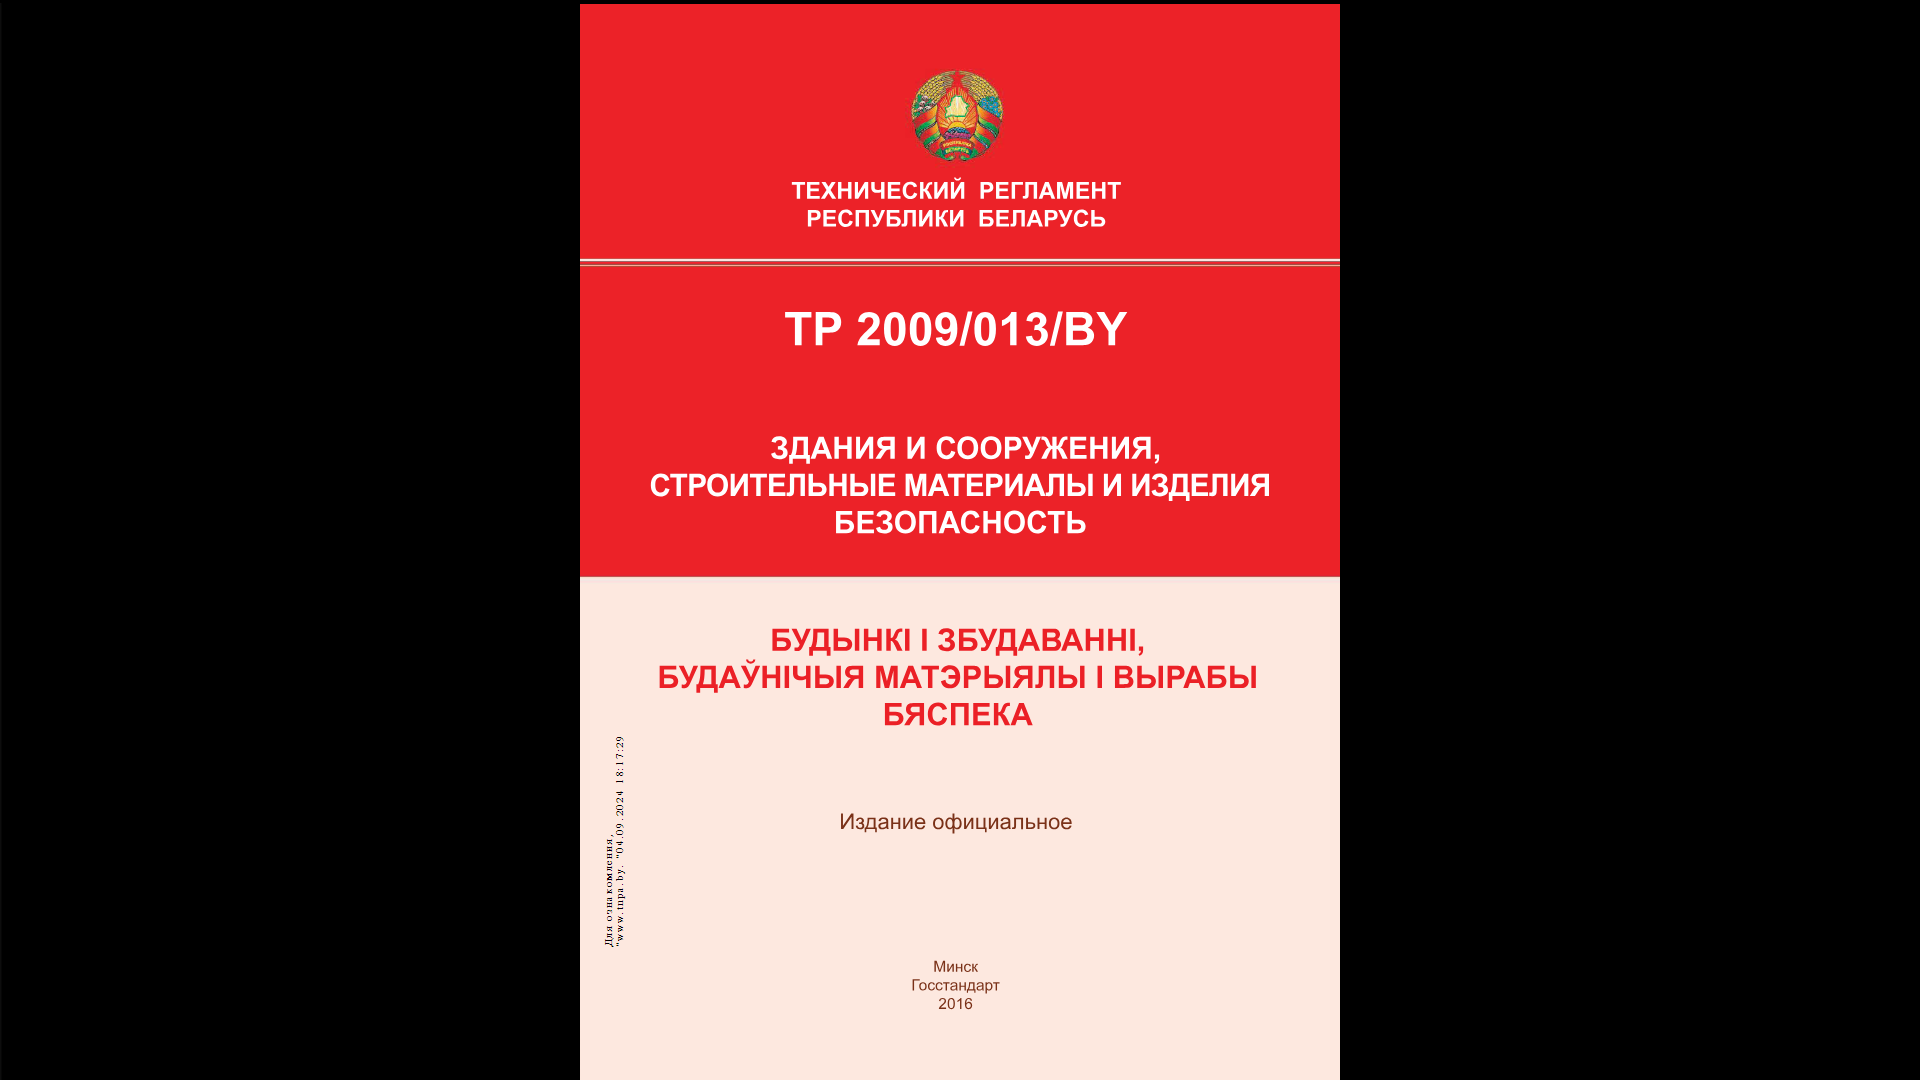 ТЕХНИЧЕСКИЙ РЕГЛАМЕНТ
РЕСПУБЛИКИ БЕЛАРУСЬ
ТР 2009/013/BY
ЗДАНИЯ И СООРУЖЕНИЯ,
СТРОИТЕЛЬНЫЕ МАТЕРИАЛЫ И ИЗДЕЛИЯ
БЕЗОПАСНОСТЬ
БУДЫНКІ І ЗБУДАВАННІ,
БУДАЎНІЧЫЯ МАТЭРЫЯЛЫ І ВЫРАБЫ
БЯСПЕКА
Для ознакомления,
"www.tnpa.by. "04.09.2024 18:17:29
Издание официальное
Минск
Госстандарт
2016